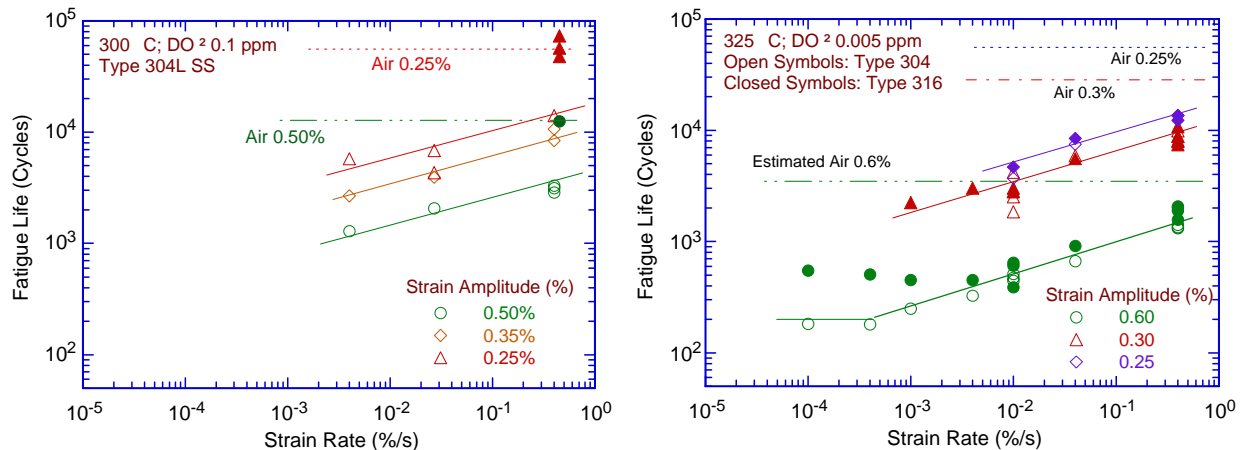 300 C; DO ² 0.1 ppm
Type 304L SS
Air 0.25%
Air 0.50%
Strain Amplitude (%)
0.50%
0.35%
0.25%
Fatigue Life (Cycles)
10^5
10^4
10^3
10^2
10^-5
10^-4
10^-3
10^-2
10^-1
10^0
Strain Rate (%/s)
325 C; DO ² 0.005 ppm
Open Symbols: Type 304
Closed Symbols: Type 316
Air 0.25%
Air 0.3%
Estimated Air 0.6%
Strain Amplitude (%)
0.60
0.30
0.25
Fatigue Life (Cycles)
10^5
10^4
10^3
10^2
10^-5
10^-4
10^-3
10^-2
10^-1
10^0
Strain Rate (%/s)